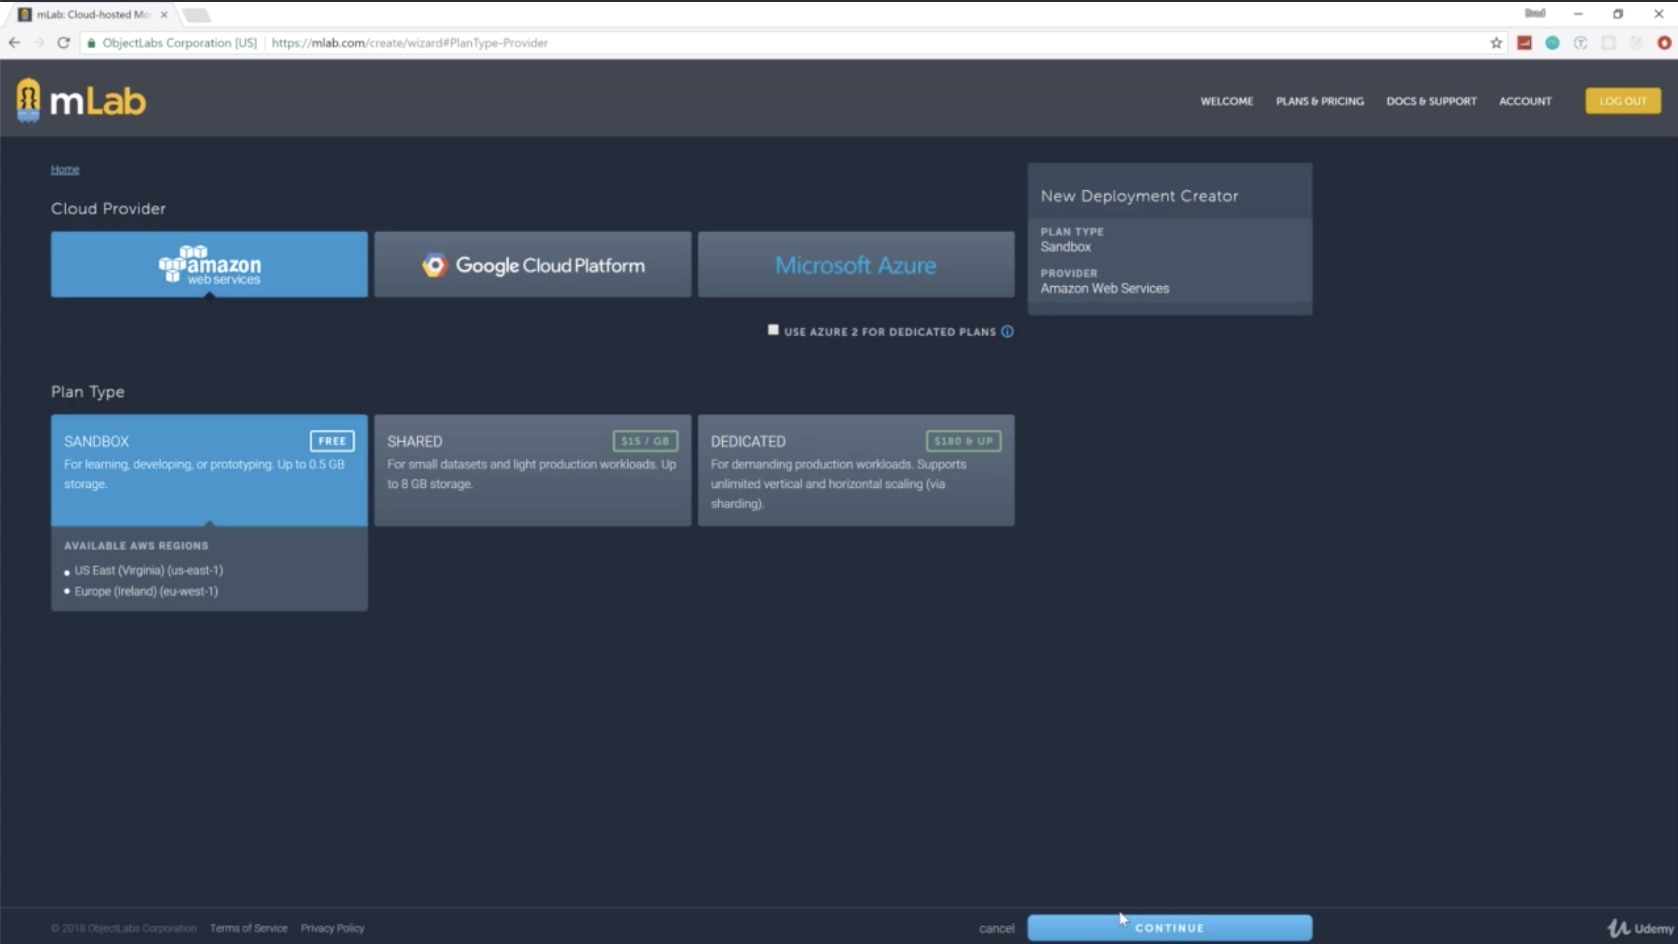 mLab: Cloud-hosted Mo
ObjectLabs Corporation [US]
https://mlab.com/create/wizard#PlanType-Provider
mLab
WELCOME
PLANS & PRICING
DOCS & SUPPORT
ACCOUNT
LOG OUT
Home
Cloud Provider
amazon
web services
Google Cloud Platform
Microsoft Azure
USE AZURE 2 FOR DEDICATED PLANS
New Deployment Creator
PLAN TYPE
Sandbox
PROVIDER
Amazon Web Services
Plan Type
SANDBOX
FREE
For learning, developing, or prototyping. Up to 0.5 GB
storage.
SHARED
$15 / GB
For small datasets and light production workloads. Up
to 8 GB storage.
DEDICATED
$180 & UP
For demanding production workloads. Supports
unlimited vertical and horizontal scaling (via
sharding).
AVAILABLE AWS REGIONS
US East (Virginia) (us-east-1)
Europe (Ireland) (eu-west-1)
© 2018 ObjectLabs Corporation
Terms of Service
Privacy Policy
cancel
CONTINUE
Udemy